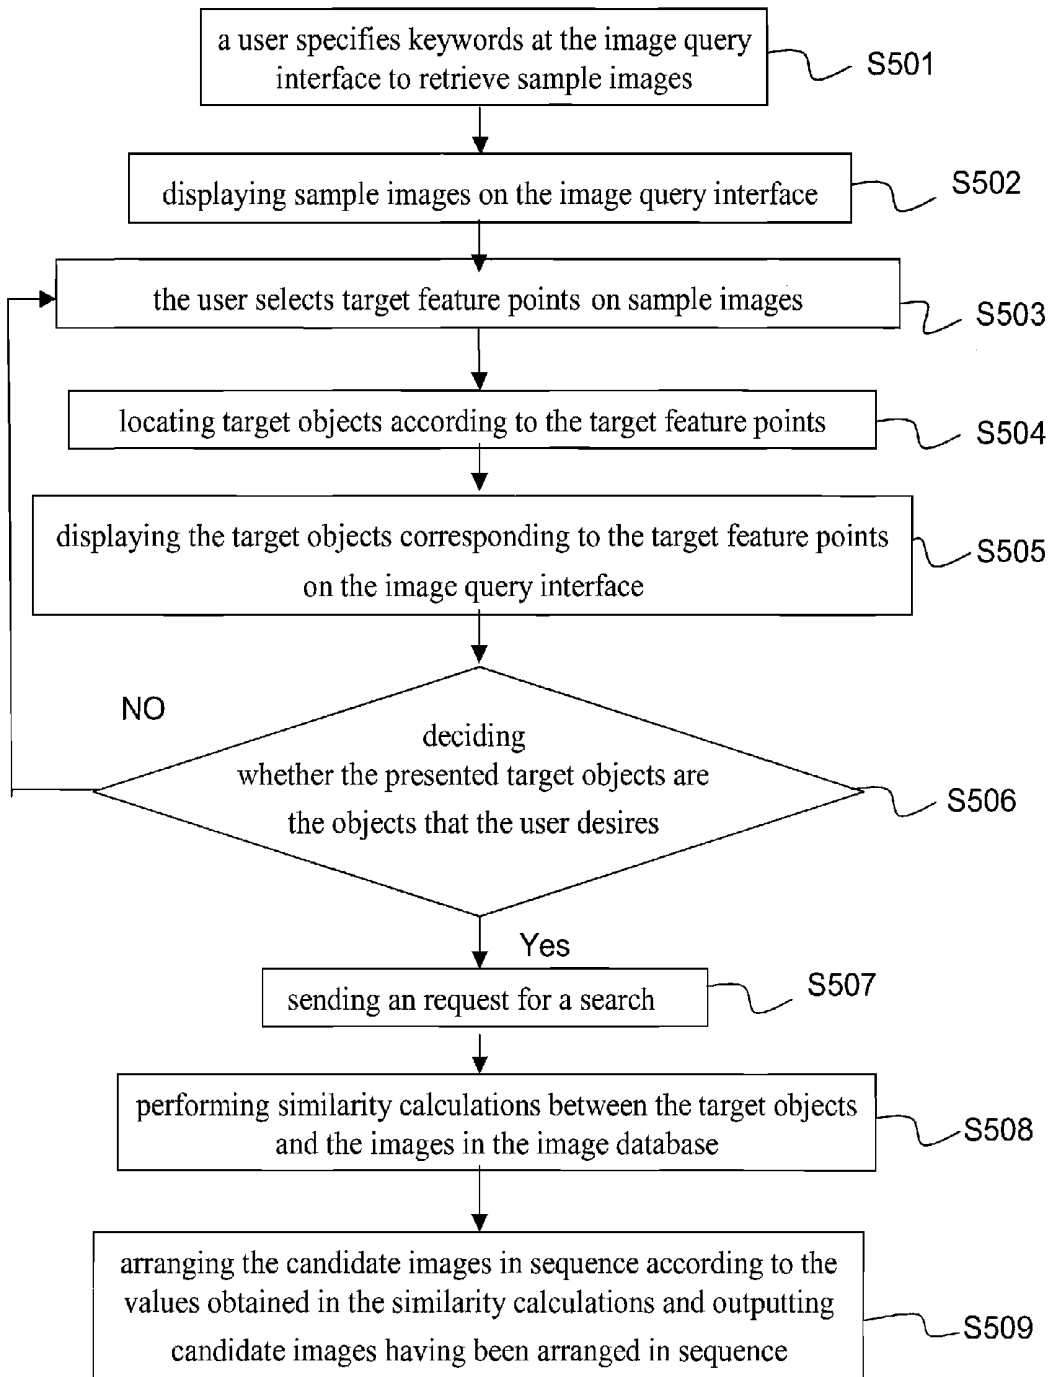 a user specifies keywords at the image query
interface to retrieve sample images
S501
displaying sample images on the image query interface
S502
the user selects target feature points on sample images
S503
locating target objects according to the target feature points
S504
displaying the target objects corresponding to the target feature points
on the image query interface
S505
NO
deciding
whether the presented target objects are
the objects that the user desires
S506
Yes
sending an request for a search
S507
performing similarity calculations between the target objects
and the images in the image database
S508
arranging the candidate images in sequence according to the
values obtained in the similarity calculations and outputting
candidate images having been arranged in sequence
S509